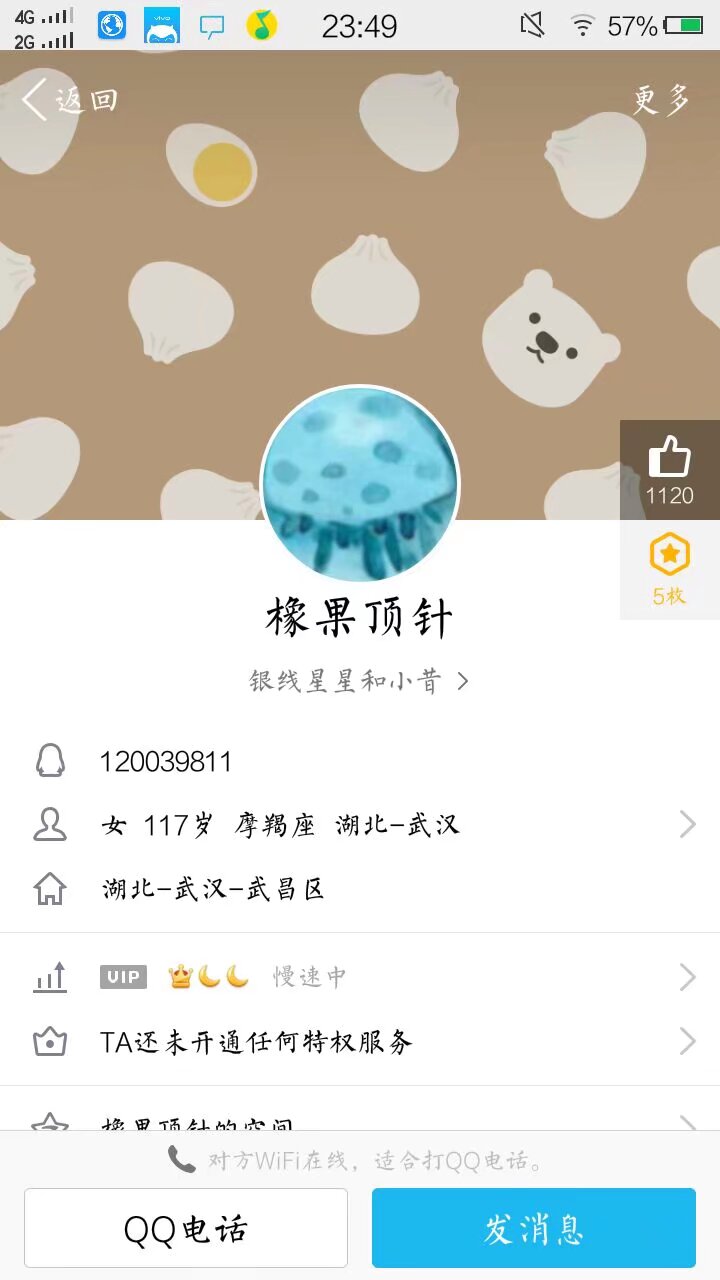 4G 23:49 57%
2G
返回 更多
1120
5枚
橡果顶针
银线星星和小昔
120039811
女 117岁 摩羯座 湖北-武汉
湖北-武汉-武昌区
VIP 慢速中
TA还未开通任何特权服务
橡果顶针的空间
对方WiFi在线，适合打QQ电话。
QQ电话 发消息